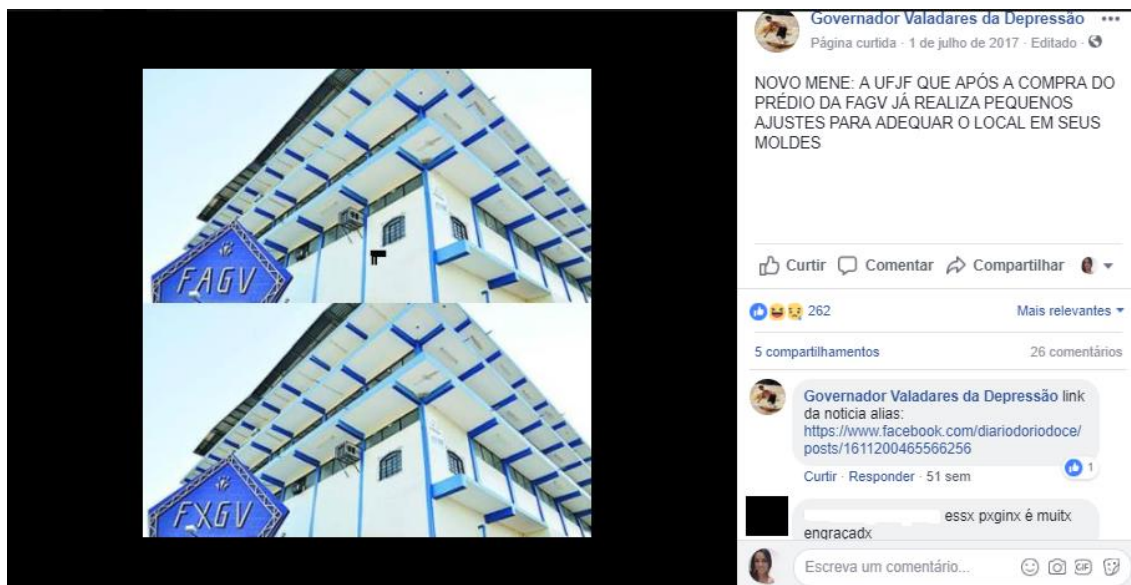 FAGV
FXGV
Governador Valadares da Depressão
Página curtida · 1 de julho de 2017 · Editado ·
NOVO MENE: A UFJF QUE APÓS A COMPRA DO
PRÉDIO DA FAGV JÁ REALIZA PEQUENOS
AJUSTES PARA ADEQUAR O LOCAL EM SEUS
MOLDES
Curtir Comentar Compartilhar
262 Mais relevantes
5 compartilhamentos 26 comentários
Governador Valadares da Depressão link
da noticia alias:
https://www.facebook.com/diariodoriodoce/
posts/1611200465566256
1
Curtir · Responder · 51 sem
essx pxginx é muitx
engraçadx
Escreva um comentário...
GIF